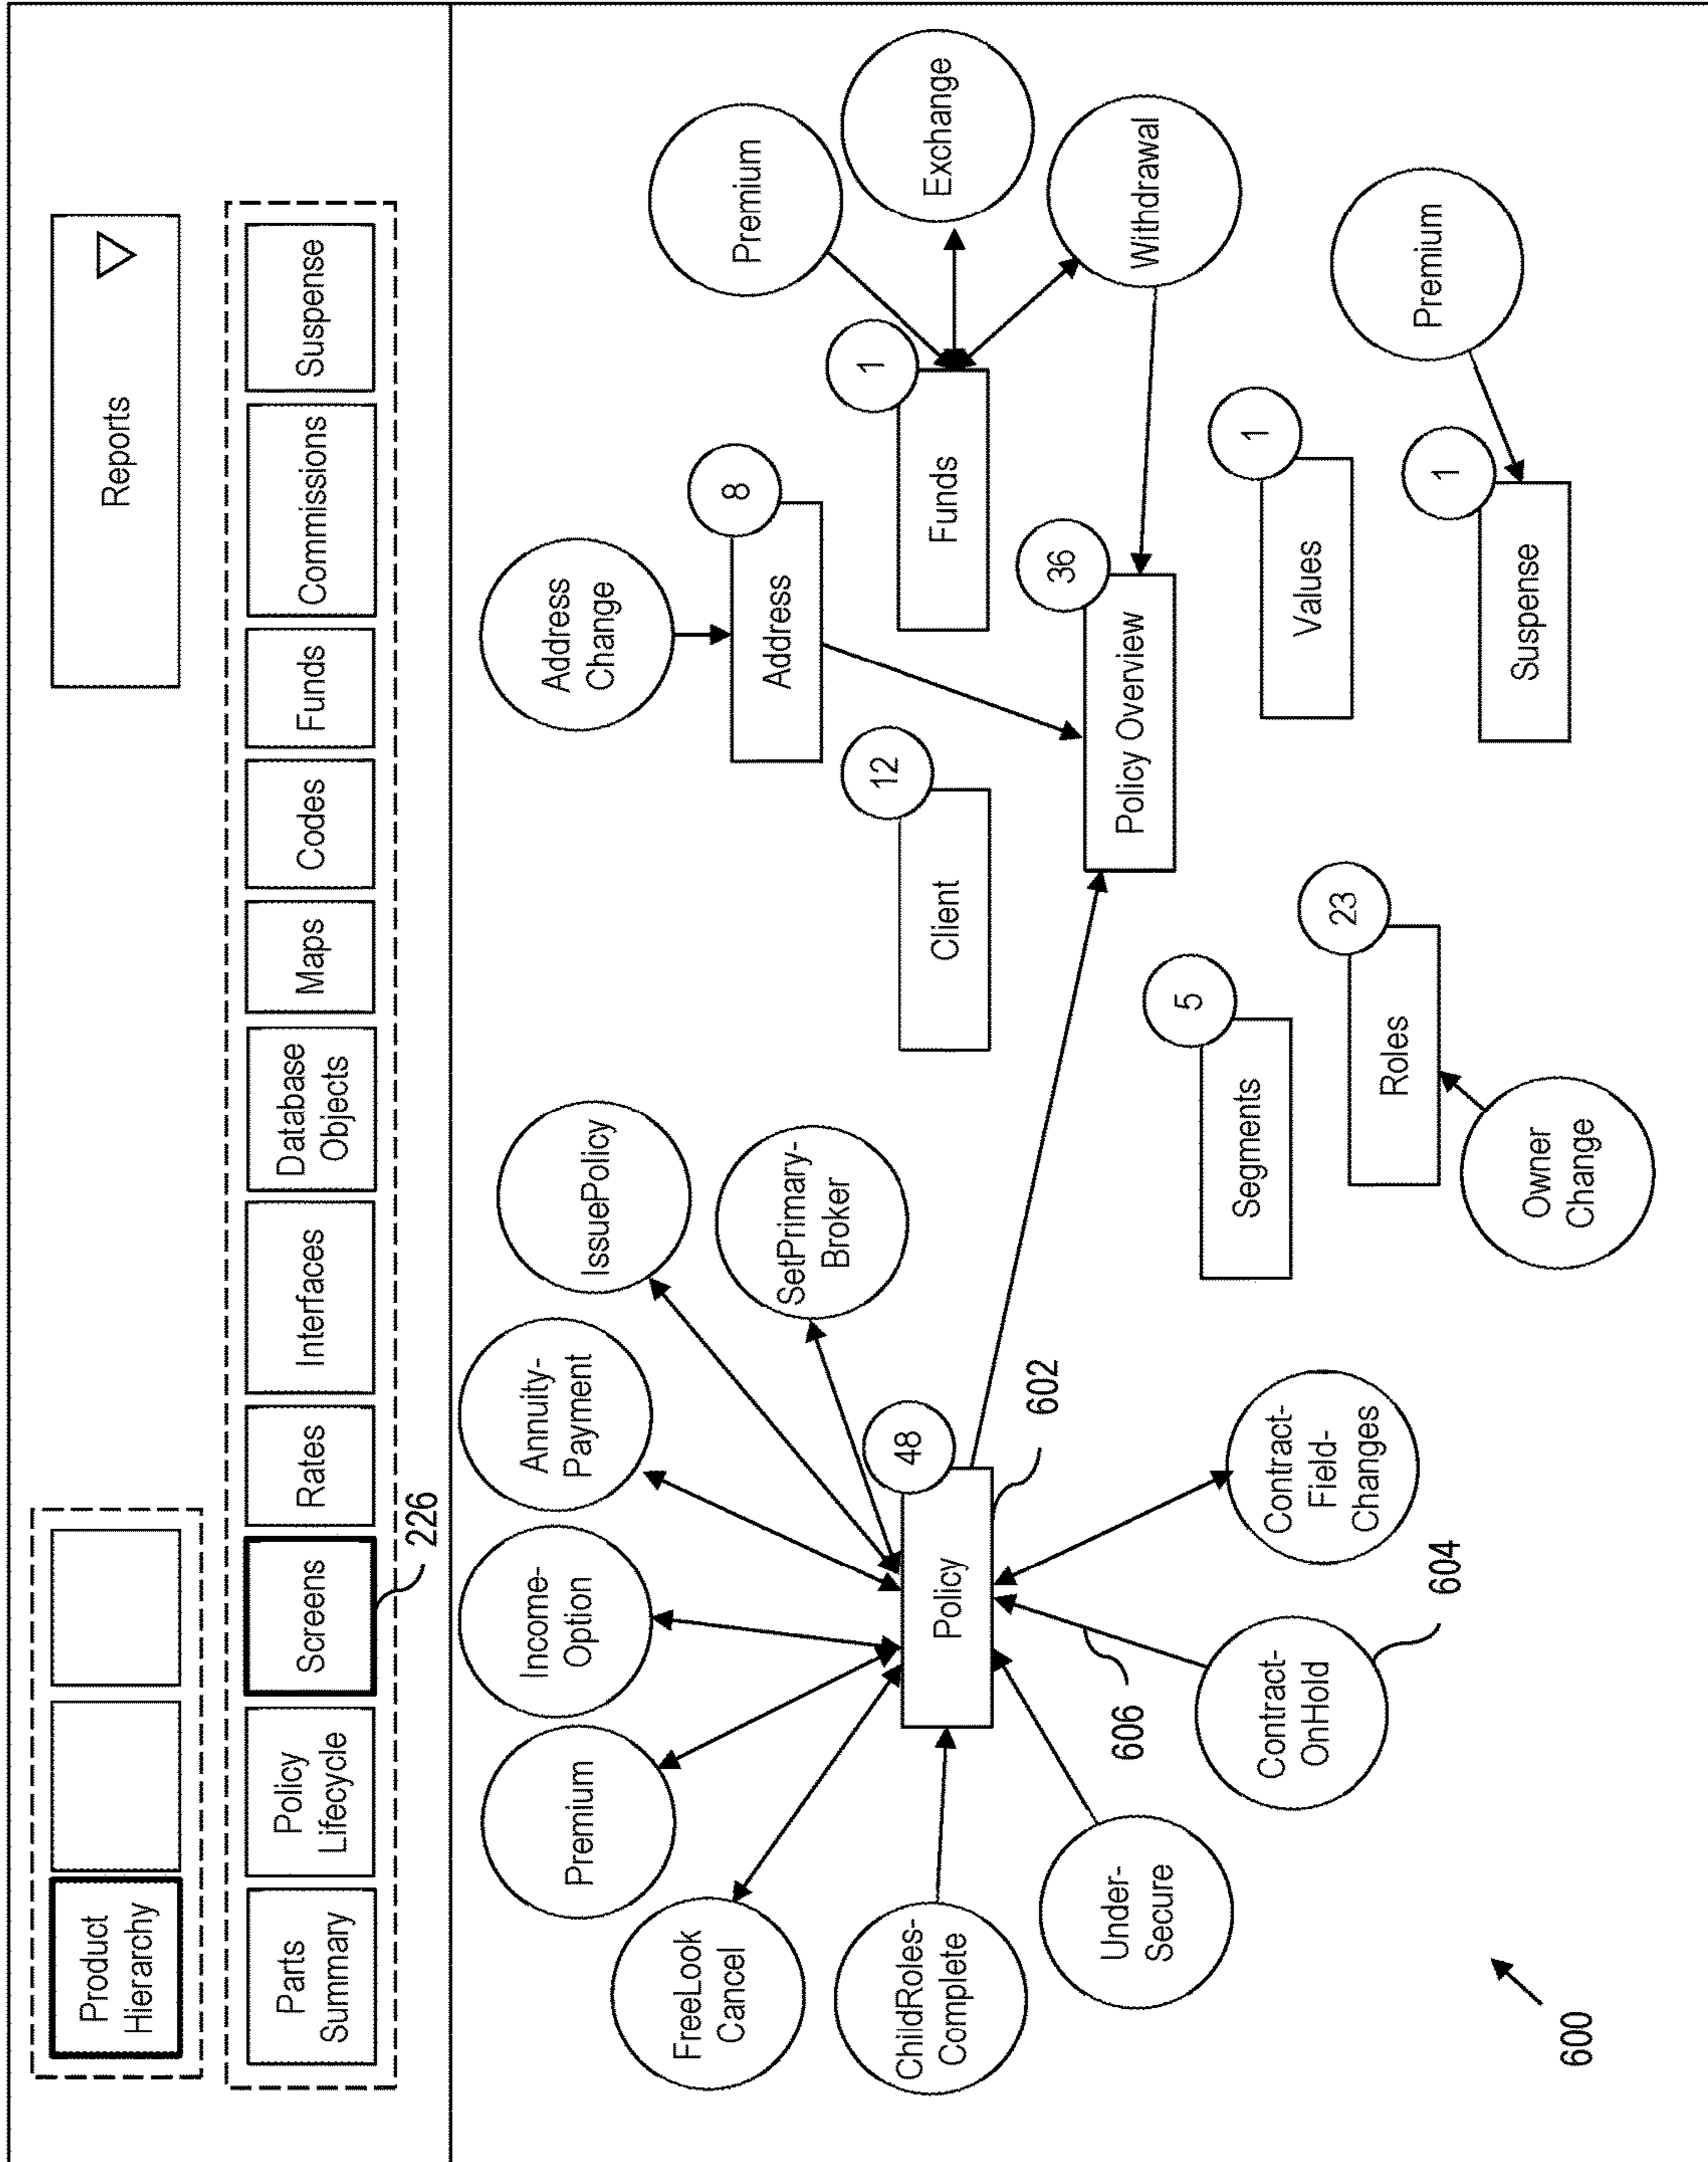 Product
Hierarchy
Reports
Parts
Summary
Policy
Lifecycle
Screens
Rates
Interfaces
Database
Objects
Maps
Codes
Funds
Commissions
Suspense
226
Premium
Income-
Option
Annuity-
Payment
IssuePolicy
FreeLook
Cancel
SetPrimary-
Broker
ChildRoles-
Complete
48
Policy
602
Under-
Secure
606
Contract-
OnHold
604
Contract-
Field-
Changes
Address
Change
8
Address
12
Client
Premium
Exchange
Withdrawal
1
Funds
36
Policy Overview
5
Segments
23
Roles
Owner
Change
1
Values
Premium
1
Suspense
600